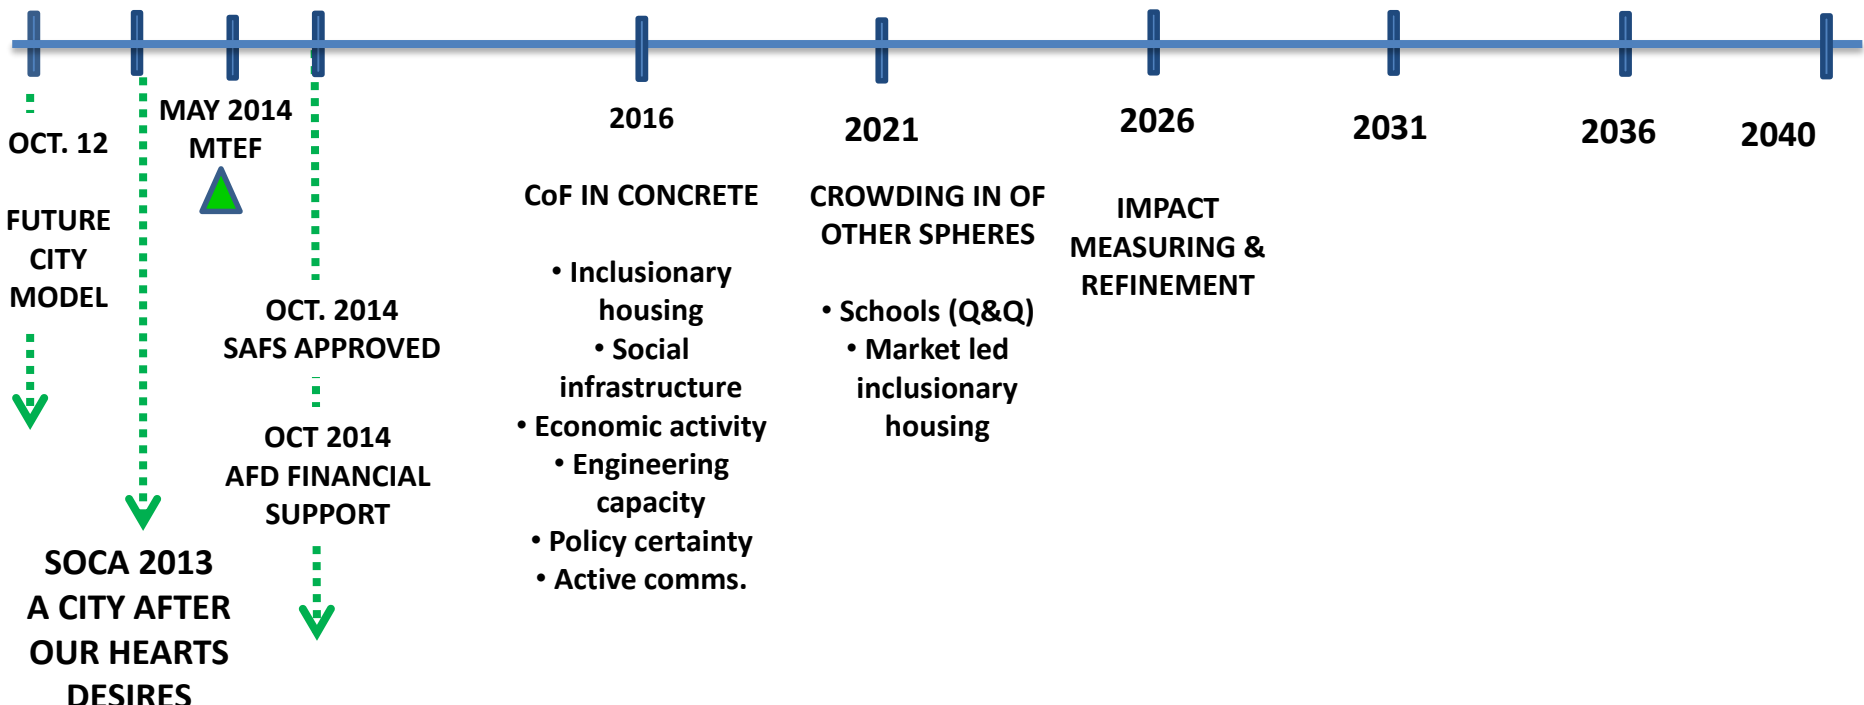 OCT. 12
FUTURE
CITY
MODEL
SOCA 2013
A CITY AFTER
OUR HEARTS
DESIRES
MAY 2014
MTEF
OCT. 2014
SAFS APPROVED
OCT 2014
AFD FINANCIAL
SUPPORT
2016
CoF IN CONCRETE
• Inclusionary
housing
• Social
infrastructure
• Economic activity
• Engineering
capacity
• Policy certainty
• Active comms.
2021
CROWDING IN OF
OTHER SPHERES
• Schools (Q&Q)
• Market led
inclusionary
housing
2026
IMPACT
MEASURING &
REFINEMENT
2031
2036
2040